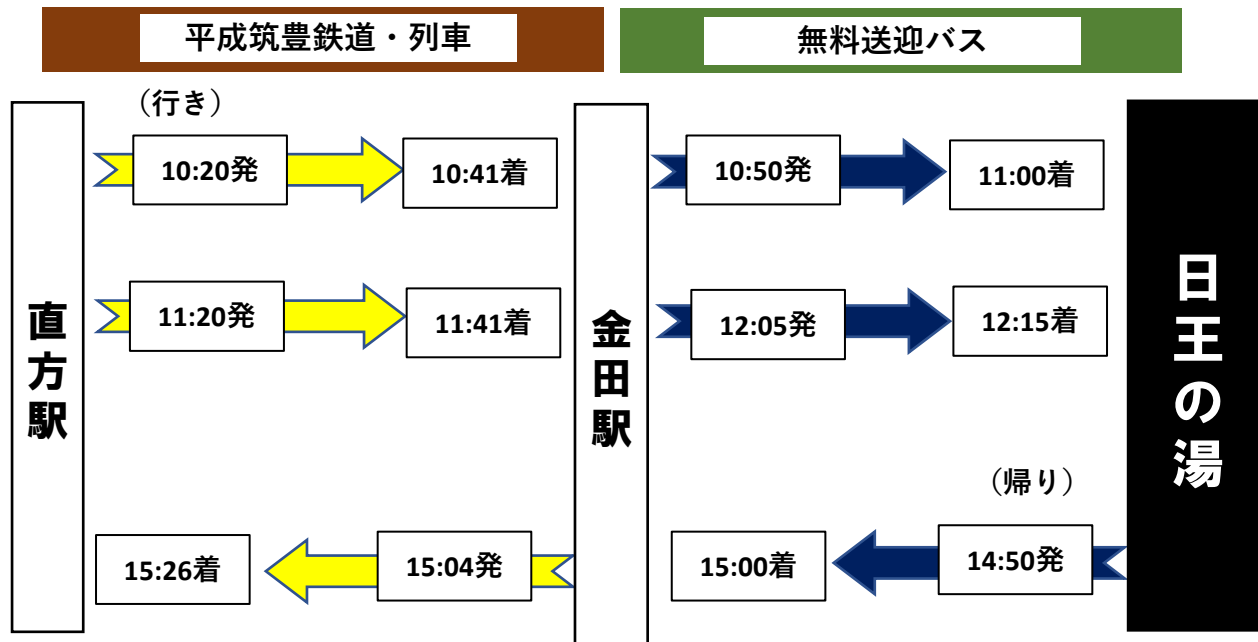 平成筑豊鉄道・列車
無料送迎バス
（行き）
10:20発
10:41着
10:50発
11:00着
11:20発
11:41着
12:05発
12:15着
直方駅
金田駅
日王の湯
（帰り）
15:26着
15:04発
15:00着
14:50発